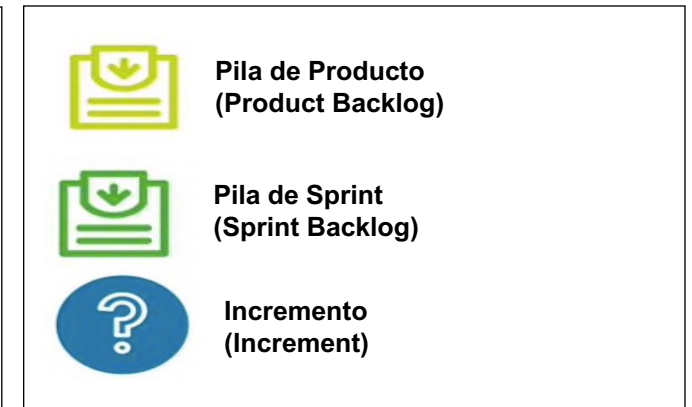 Pila de Producto
(Product Backlog)
Pila de Sprint
(Sprint Backlog)
?
Incremento
(Increment)